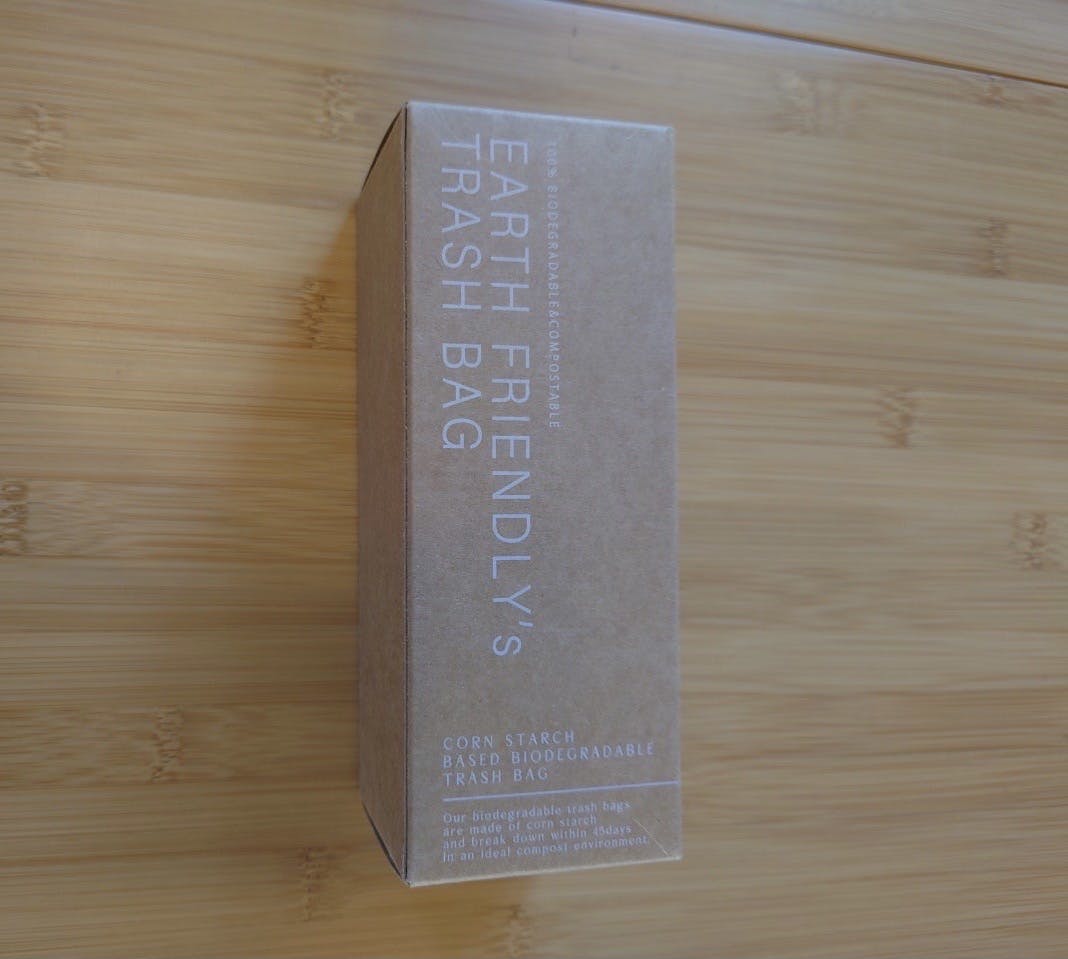 100% BIODEGRADABLE&COMPOSTABLE
EARTH FRIENDLY's
TRASH BAG
CORN STARCH
BASED BIODEGRADABLE
TRASH BAG
Our biodegradable trash bags
are made of corn starch
and break down within 45days
In an ideal compost environment.